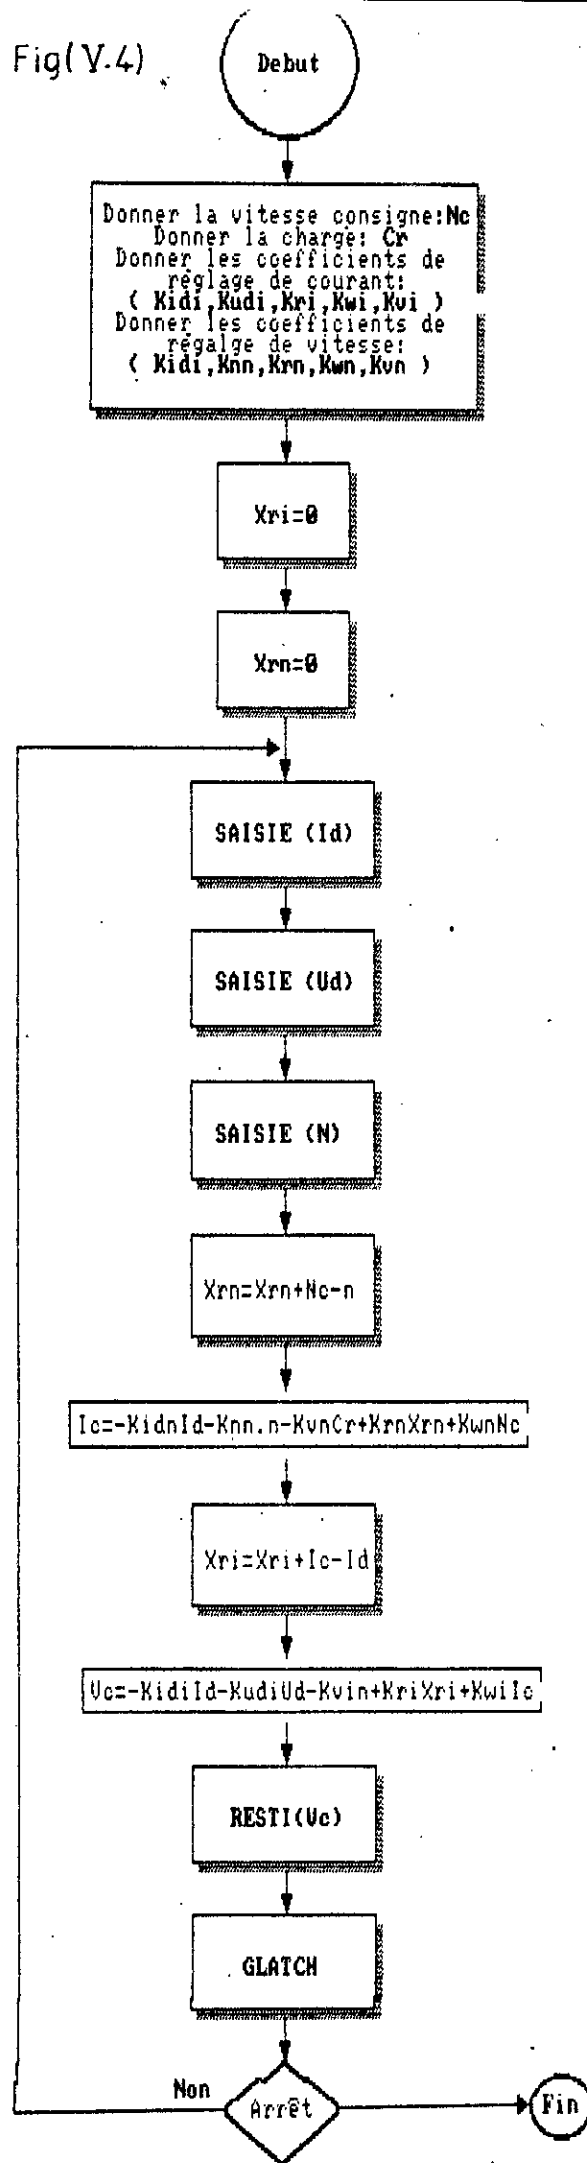 Fig(V.4)
Debut
Donner la vitesse consigne:Nc
Donner la charge: Cr
Donner les coefficients de
réglage de courant:
( Kidi,Kudi,Kri,Kwi,Kvi )
Donner les coefficients de
régalge de vitesse:
( Kidi,Knn,Krn,Kwn,Kvn )
Xri=0
Xrn=0
SAISIE (Id)
SAISIE (Ud)
SAISIE (N)
Xrn=Xrn+Nc-n
Ic=-KidnId-Knn.n-KvnCr+KrnXrn+KwnNc
Xri=Xri+Ic-Id
Uc=-KidiId-KudiUd-Kvin+KriXri+KwiIc
RESTI(Uc)
GLATCH
Non
Arr@t
Fin